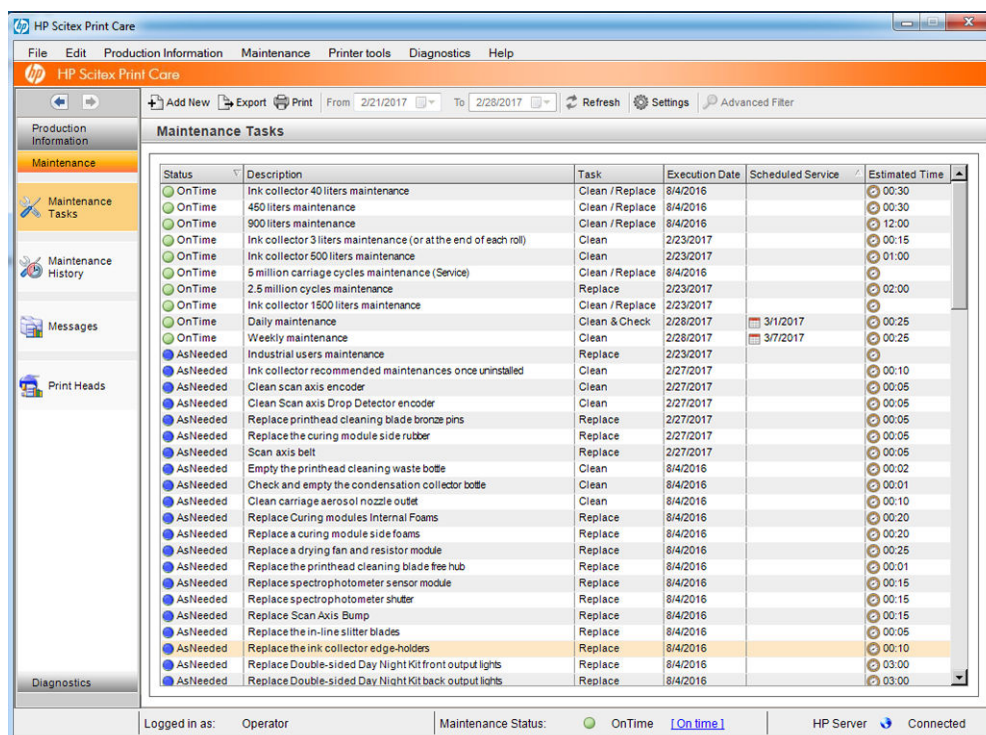 hp HP Scitex Print Care
File Edit Production Information Maintenance Printer tools Diagnostics Help
hp HP Scitex Print Care
Add New Export Print From 2/21/2017 To 2/28/2017 Refresh Settings Advanced Filter
Production
Information
Maintenance
Maintenance
Tasks
Maintenance
History
Messages
Print Heads
Diagnostics
Maintenance Tasks
Status Description Task Execution Date Scheduled Service Estimated Time
OnTime Ink collector 40 liters maintenance Clean / Replace 8/4/2016 00:30
OnTime 450 liters maintenance Clean / Replace 8/4/2016 00:30
OnTime 900 liters maintenance Clean / Replace 8/4/2016 12:00
OnTime Ink collector 3 liters maintenance (or at the end of each roll) Clean 2/23/2017 00:15
OnTime Ink collector 500 liters maintenance Clean 2/23/2017 01:00
OnTime 5 million carriage cycles maintenance (Service) Clean / Replace 8/4/2016
OnTime 2.5 million cycles maintenance Replace 2/23/2017 02:00
OnTime Ink collector 1500 liters maintenance Clean / Replace 2/23/2017
OnTime Daily maintenance Clean & Check 2/28/2017 3/1/2017 00:25
OnTime Weekly maintenance Clean 2/28/2017 3/7/2017 00:25
AsNeeded Industrial users maintenance Replace 2/23/2017
AsNeeded Ink collector recommended maintenances once uninstalled Clean 2/27/2017 00:10
AsNeeded Clean scan axis encoder Clean 2/27/2017 00:05
AsNeeded Clean Scan axis Drop Detector encoder Clean 2/27/2017 00:05
AsNeeded Replace printhead cleaning blade bronze pins Replace 2/27/2017 00:05
AsNeeded Replace the curing module side rubber Replace 2/27/2017 00:05
AsNeeded Scan axis belt Replace 2/27/2017 00:05
AsNeeded Empty the printhead cleaning waste bottle Clean 8/4/2016 00:02
AsNeeded Check and empty the condensation collector bottle Clean 8/4/2016 00:01
AsNeeded Clean carriage aerosol nozzle outlet Clean 8/4/2016 00:10
AsNeeded Replace Curing modules Internal Foams Replace 8/4/2016 00:20
AsNeeded Replace a curing module side foams Replace 8/4/2016 00:20
AsNeeded Replace a drying fan and resistor module Replace 8/4/2016 00:25
AsNeeded Replace the printhead cleaning blade free hub Replace 8/4/2016 00:01
AsNeeded Replace spectrophotometer sensor module Replace 8/4/2016 00:15
AsNeeded Replace spectrophotometer shutter Replace 8/4/2016 00:15
AsNeeded Replace Scan Axis Bump Replace 8/4/2016 00:15
AsNeeded Replace the in-line slitter blades Replace 8/4/2016 00:05
AsNeeded Replace the ink collector edge-holders Replace 8/4/2016 00:10
AsNeeded Replace Double-sided Day Night Kit front output lights Replace 8/4/2016 03:00
AsNeeded Replace Double-sided Day Night Kit back output lights Replace 8/4/2016 03:00
Logged in as: Operator Maintenance Status: OnTime [ On time ] HP Server Connected